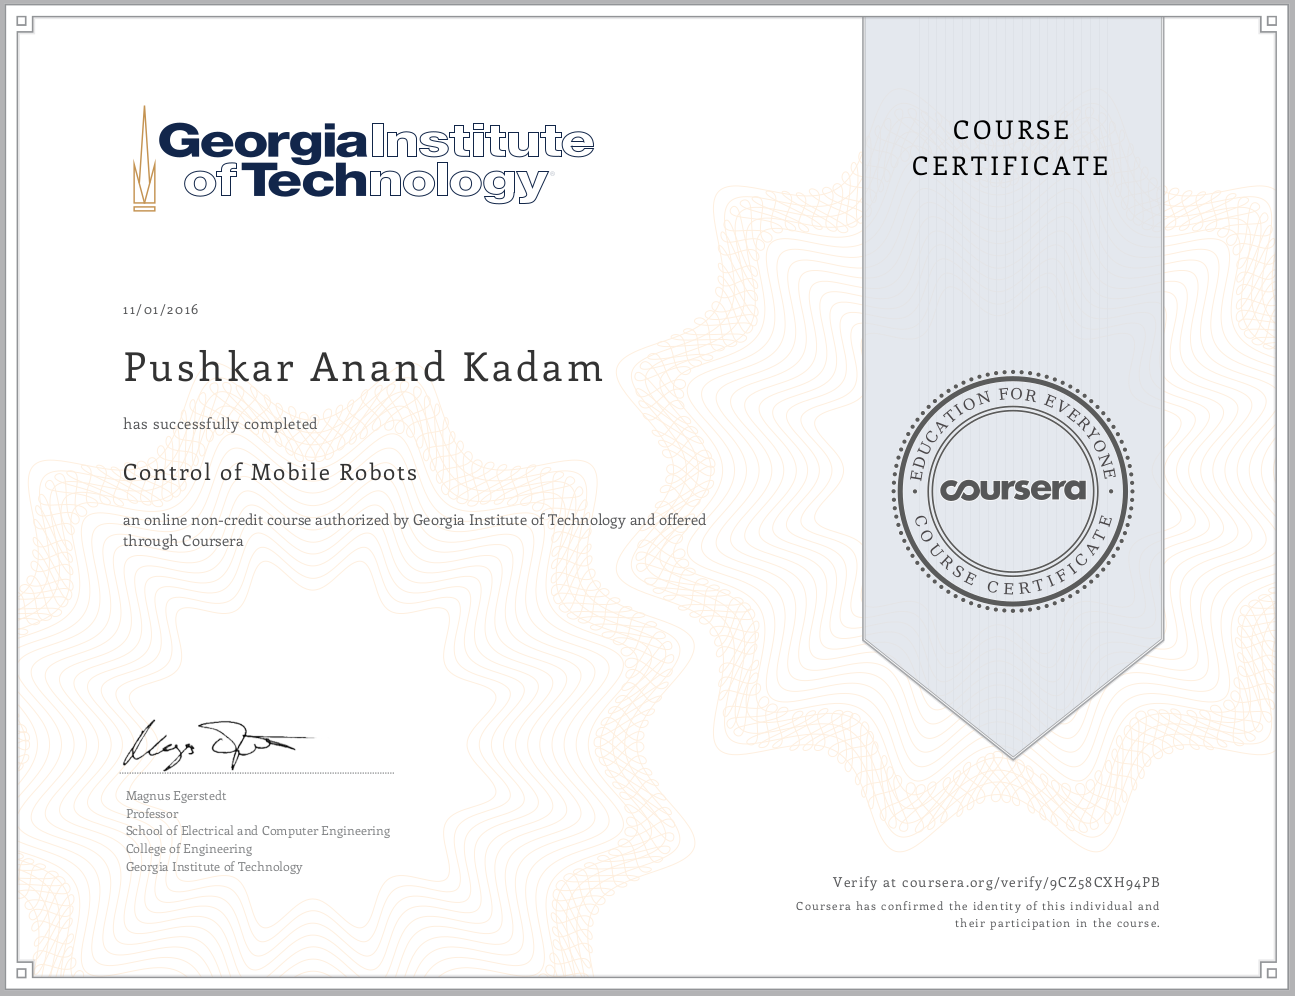 Georgia Institute
of Technology
COURSE
CERTIFICATE
11/01/2016
Pushkar Anand Kadam
has successfully completed
Control of Mobile Robots
an online non-credit course authorized by Georgia Institute of Technology and offered
through Coursera
EDUCATION FOR EVERYONE
coursera
COURSE CERTIFICATE
Magnus Egerstedt
Professor
School of Electrical and Computer Engineering
College of Engineering
Georgia Institute of Technology
Verify at coursera.org/verify/9CZ58CXH94PB
Coursera has confirmed the identity of this individual and
their participation in the course.